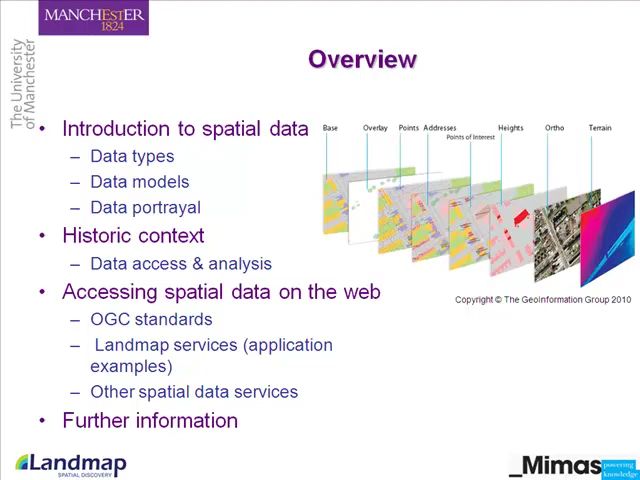 MANCHESTER
1824
The University
of Manchester
Overview
• Introduction to spatial data
– Data types
– Data models
– Data portrayal
• Historic context
– Data access & analysis
• Accessing spatial data on the web
– OGC standards
– Landmap services (application
examples)
– Other spatial data services
• Further information
Base Overlay Points Addresses Heights Ortho Terrain
Points of Interest
Copyright © The GeoInformation Group 2010
Landmap
SPATIAL DISCOVERY
_Mimas
powering
knowledge